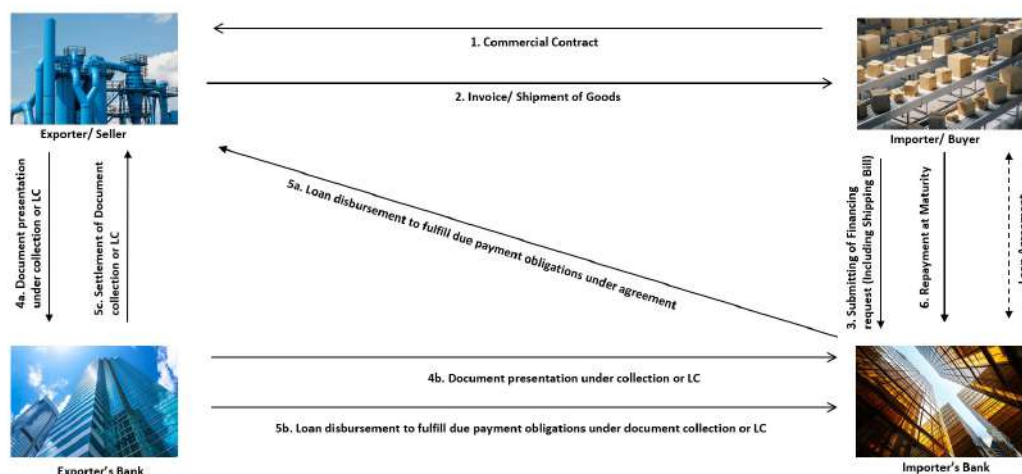 1. Commercial Contract
2. Invoice/ Shipment of Goods
Exporter/ Seller
Importer/ Buyer
4a. Document presentation
under collection or LC
5c. Settlement of Document
collection or LC
5a. Loan disbursement to fulfill due payment obligations under agreement
3. Submitting of Financing
request (Including Shipping Bill)
6. Repayment at Maturity
Loan Agreement
4b. Document presentation under collection or LC
5b. Loan disbursement to fulfill due payment obligations under document collection or LC
Exporter's Bank
Importer's Bank